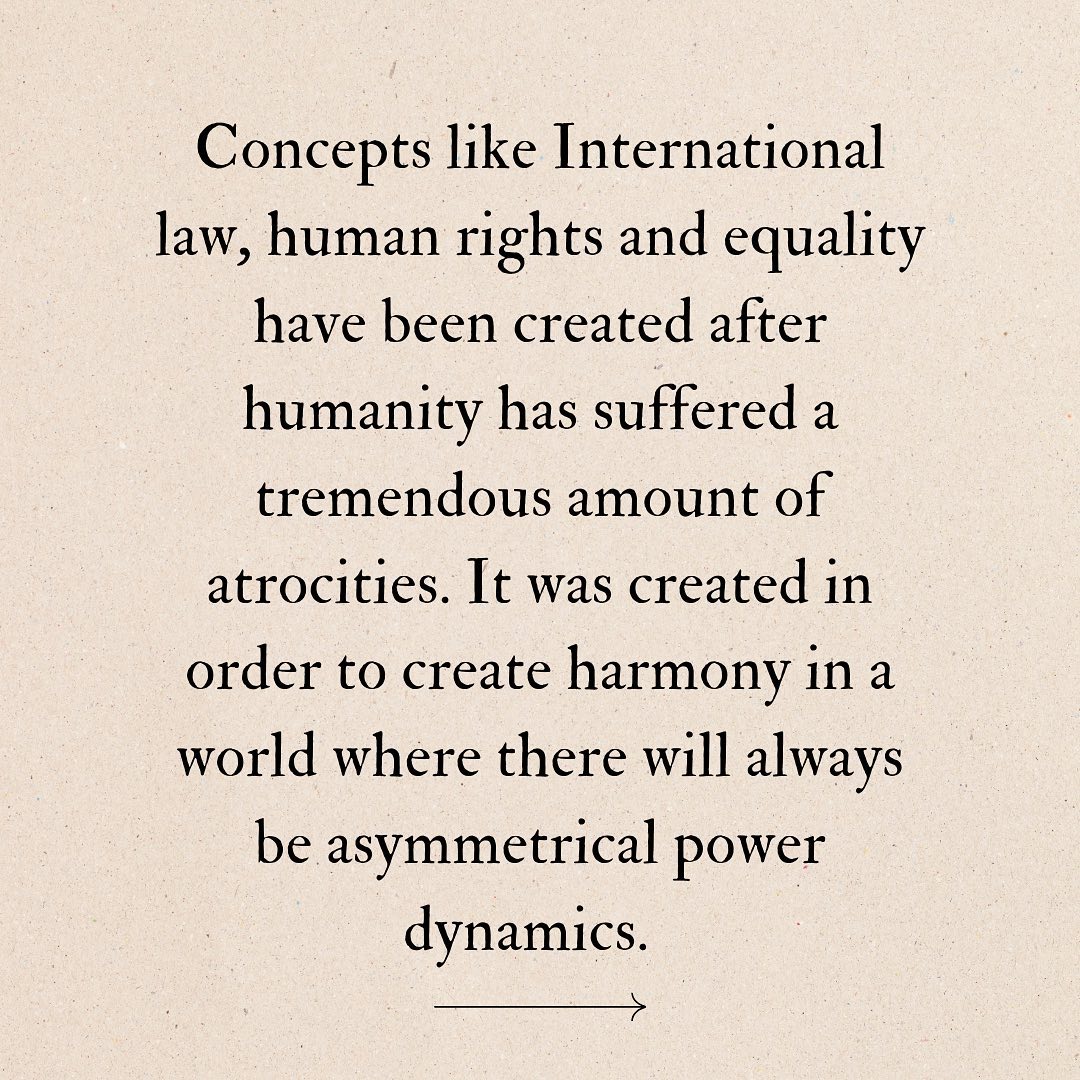 Concepts like International
law, human rights and equality
have been created after
humanity has suffered a
tremendous amount of
atrocities. It was created in
order to create harmony in a
world where there will always
be asymmetrical power
dynamics.